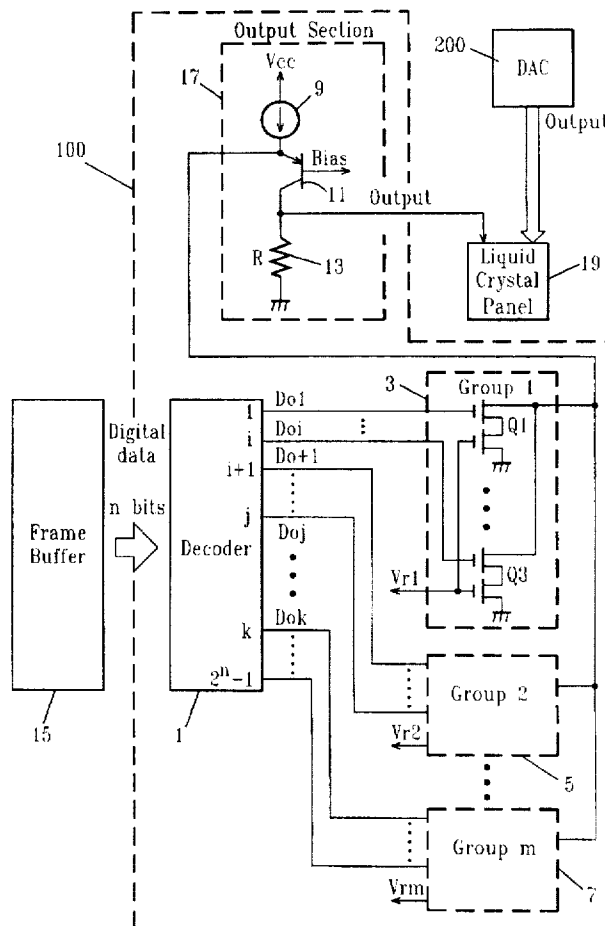 Output Section
Vcc
17
9
100
Bias
11
Output
R
13
200
DAC
Output
Liquid
Crystal
Panel
19
Frame
Buffer
15
Digital
data
n bits
Decoder
1
1
i
i+1
j
k
2ⁿ-1
Do1
Doi
Do+1
Doj
Dok
3
Group 1
Q1
Q3
Vr1
Group 2
Vr2
5
Group m
Vrm
7